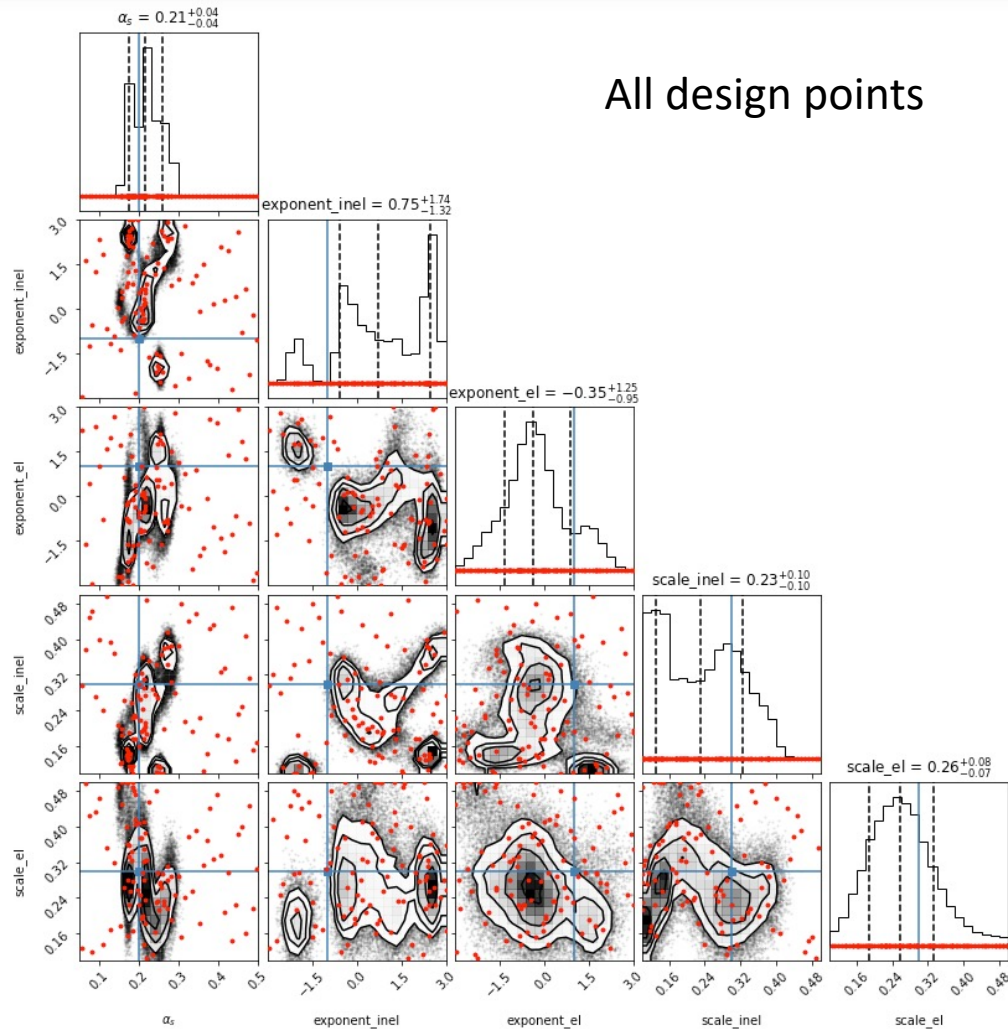 α_s = 0.21^{+0.04}_{−0.04}
All design points
exponent_inel = 0.75^{+1.74}_{−1.32}
3.0
1.5
0.0
−1.5
exponent_inel
exponent_el = −0.35^{+1.25}_{−0.95}
3.0
1.5
0.0
−1.5
exponent_el
scale_inel = 0.23^{+0.10}_{−0.10}
0.48
0.40
0.32
0.24
0.16
scale_inel
scale_el = 0.26^{+0.08}_{−0.07}
0.48
0.40
0.32
0.24
0.16
scale_el
0.1 0.2 0.3 0.4 0.5 −1.5 0.0 1.5 3.0 −1.5 0.0 1.5 3.0 0.16 0.24 0.32 0.40 0.48 0.16 0.24 0.32 0.40 0.48
α_s exponent_inel exponent_el scale_inel scale_el